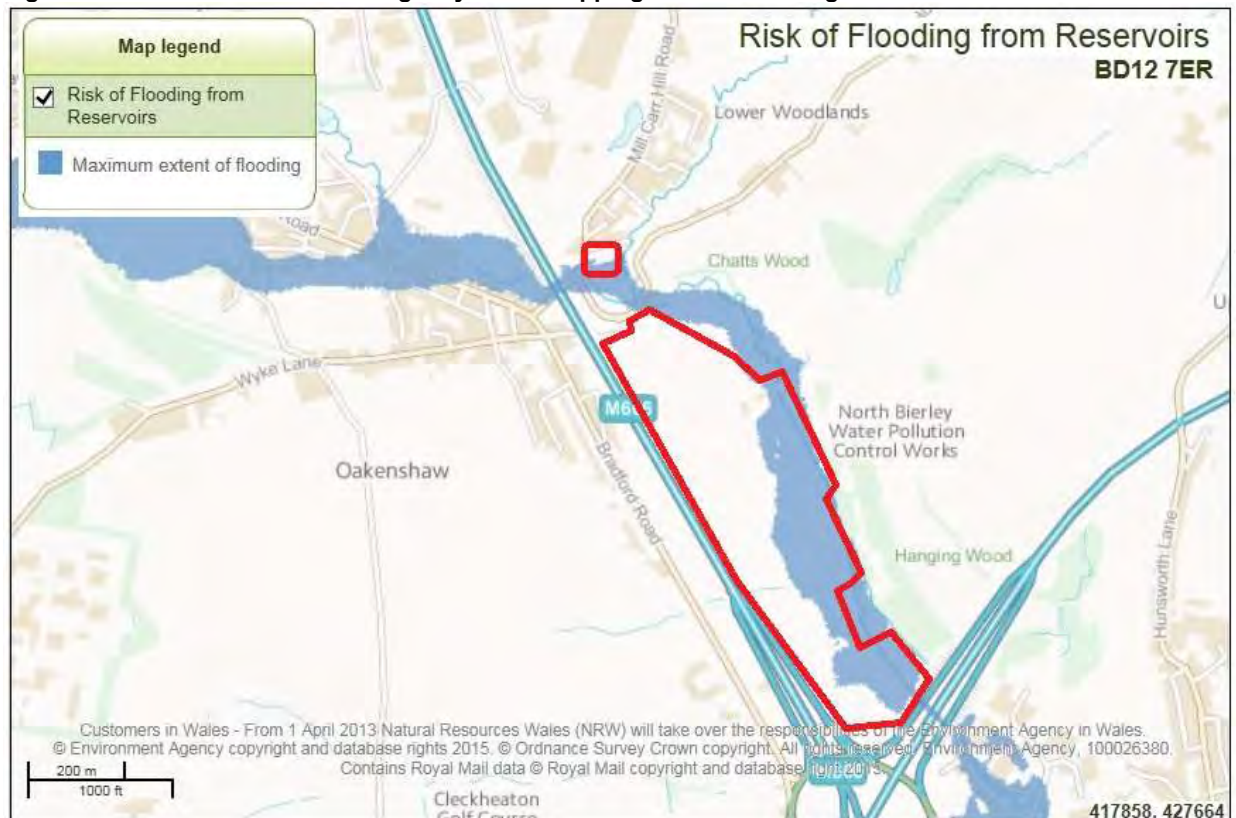 Map legend
Risk of Flooding from
Reservoirs
Maximum extent of flooding
Risk of Flooding from Reservoirs
BD12 7ER
Mill Carr Hill Road
Lower Woodlands
Road
Chatts Wood
Wyke Lane
M606
North Bierley
Water Pollution
Control Works
Oakenshaw
Bradford Road
Hanging Wood
Hunsworth Lane
U
Customers in Wales - From 1 April 2013 Natural Resources Wales (NRW) will take over the responsibilities of the Environment Agency in Wales.
© Environment Agency copyright and database rights 2015. © Ordnance Survey Crown copyright. All rights reserved. Environment Agency, 100026380.
Contains Royal Mail data © Royal Mail copyright and database right 2013.
200 m
1000 ft
Cleckheaton
Golf Course
417858, 427664